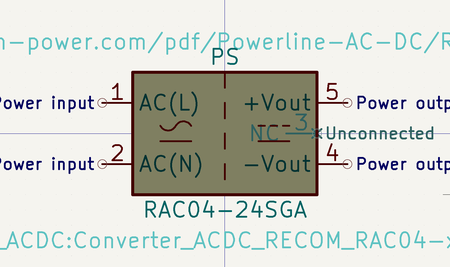 n-power.com/pdf/Powerline-AC-DC/R
PS
Power input 1 AC(L) +Vout 5 Power outp
NC 3 Unconnected
Power input 2 AC(N) -Vout 4 Power outp
RAC04-24SGA
_ACDC:Converter_ACDC_RECOM_RAC04-x